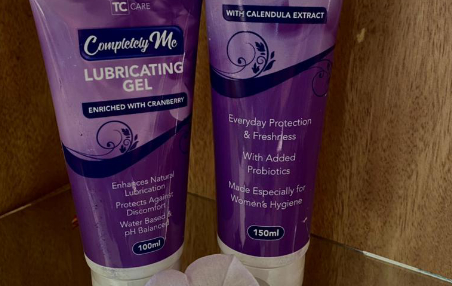 TC CARE
Completely Me
LUBRICATING
GEL
ENRICHED WITH CRANBERRY
Enhances Natural
Lubrication
Protects Against
Discomfort
Water Based &
pH Balanced
100ml
WITH CALENDULA EXTRACT
Everyday Protection
& Freshness
With Added
Probiotics
Made Especially for
Women's Hygiene
150ml